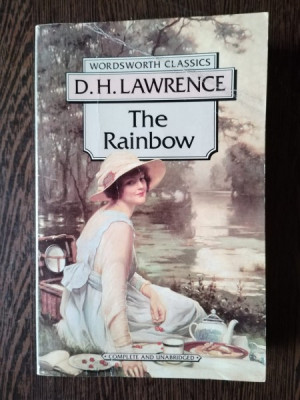 WORDSWORTH CLASSICS
D. H. LAWRENCE
The
Rainbow
• COMPLETE AND UNABRIDGED •